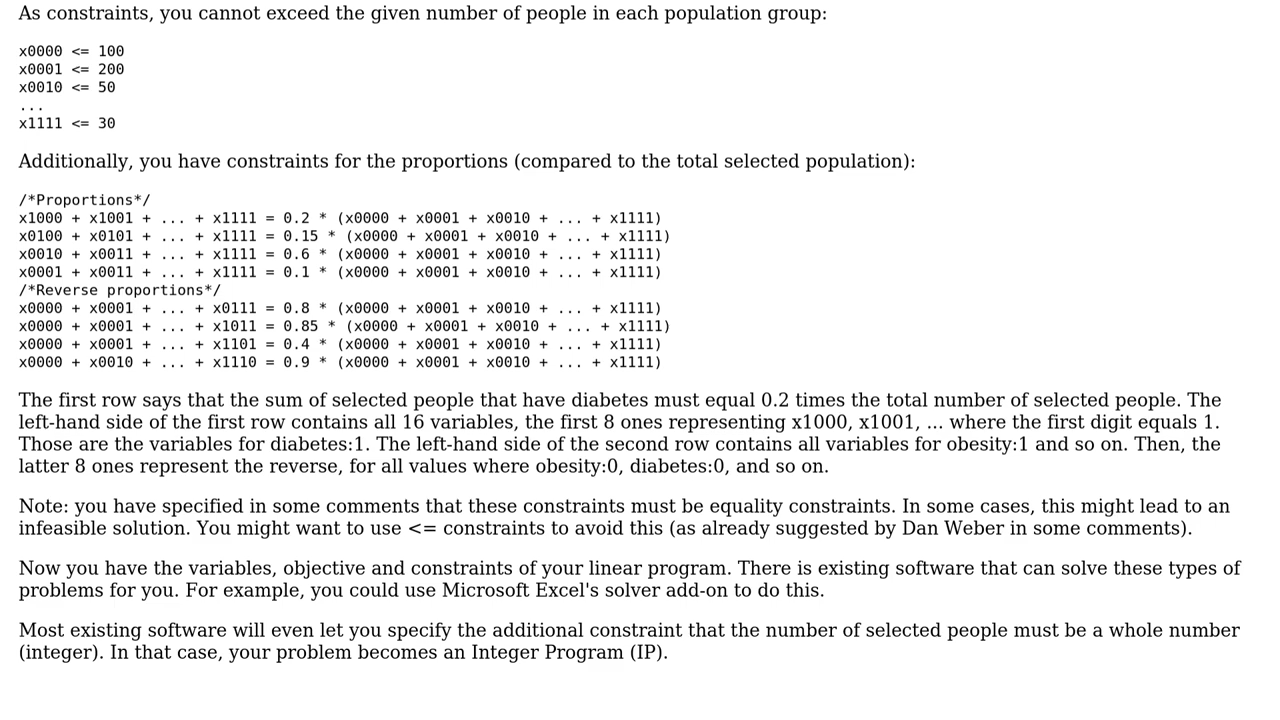 As constraints, you cannot exceed the given number of people in each population group:
x0000 <= 100
x0001 <= 200
x0010 <= 50
...
x1111 <= 30
Additionally, you have constraints for the proportions (compared to the total selected population):
/*Proportions*/
x1000 + x1001 + ... + x1111 = 0.2 * (x0000 + x0001 + x0010 + ... + x1111)
x0100 + x0101 + ... + x1111 = 0.15 * (x0000 + x0001 + x0010 + ... + x1111)
x0010 + x0011 + ... + x1111 = 0.6 * (x0000 + x0001 + x0010 + ... + x1111)
x0001 + x0011 + ... + x1111 = 0.1 * (x0000 + x0001 + x0010 + ... + x1111)
/*Reverse proportions*/
x0000 + x0001 + ... + x0111 = 0.8 * (x0000 + x0001 + x0010 + ... + x1111)
x0000 + x0001 + ... + x1011 = 0.85 * (x0000 + x0001 + x0010 + ... + x1111)
x0000 + x0001 + ... + x1101 = 0.4 * (x0000 + x0001 + x0010 + ... + x1111)
x0000 + x0010 + ... + x1110 = 0.9 * (x0000 + x0001 + x0010 + ... + x1111)
The first row says that the sum of selected people that have diabetes must equal 0.2 times the total number of selected people. The
left-hand side of the first row contains all 16 variables, the first 8 ones representing x1000, x1001, ... where the first digit equals 1.
Those are the variables for diabetes:1. The left-hand side of the second row contains all variables for obesity:1 and so on. Then, the
latter 8 ones represent the reverse, for all values where obesity:0, diabetes:0, and so on.
Note: you have specified in some comments that these constraints must be equality constraints. In some cases, this might lead to an
infeasible solution. You might want to use <= constraints to avoid this (as already suggested by Dan Weber in some comments).
Now you have the variables, objective and constraints of your linear program. There is existing software that can solve these types of
problems for you. For example, you could use Microsoft Excel's solver add-on to do this.
Most existing software will even let you specify the additional constraint that the number of selected people must be a whole number
(integer). In that case, your problem becomes an Integer Program (IP).